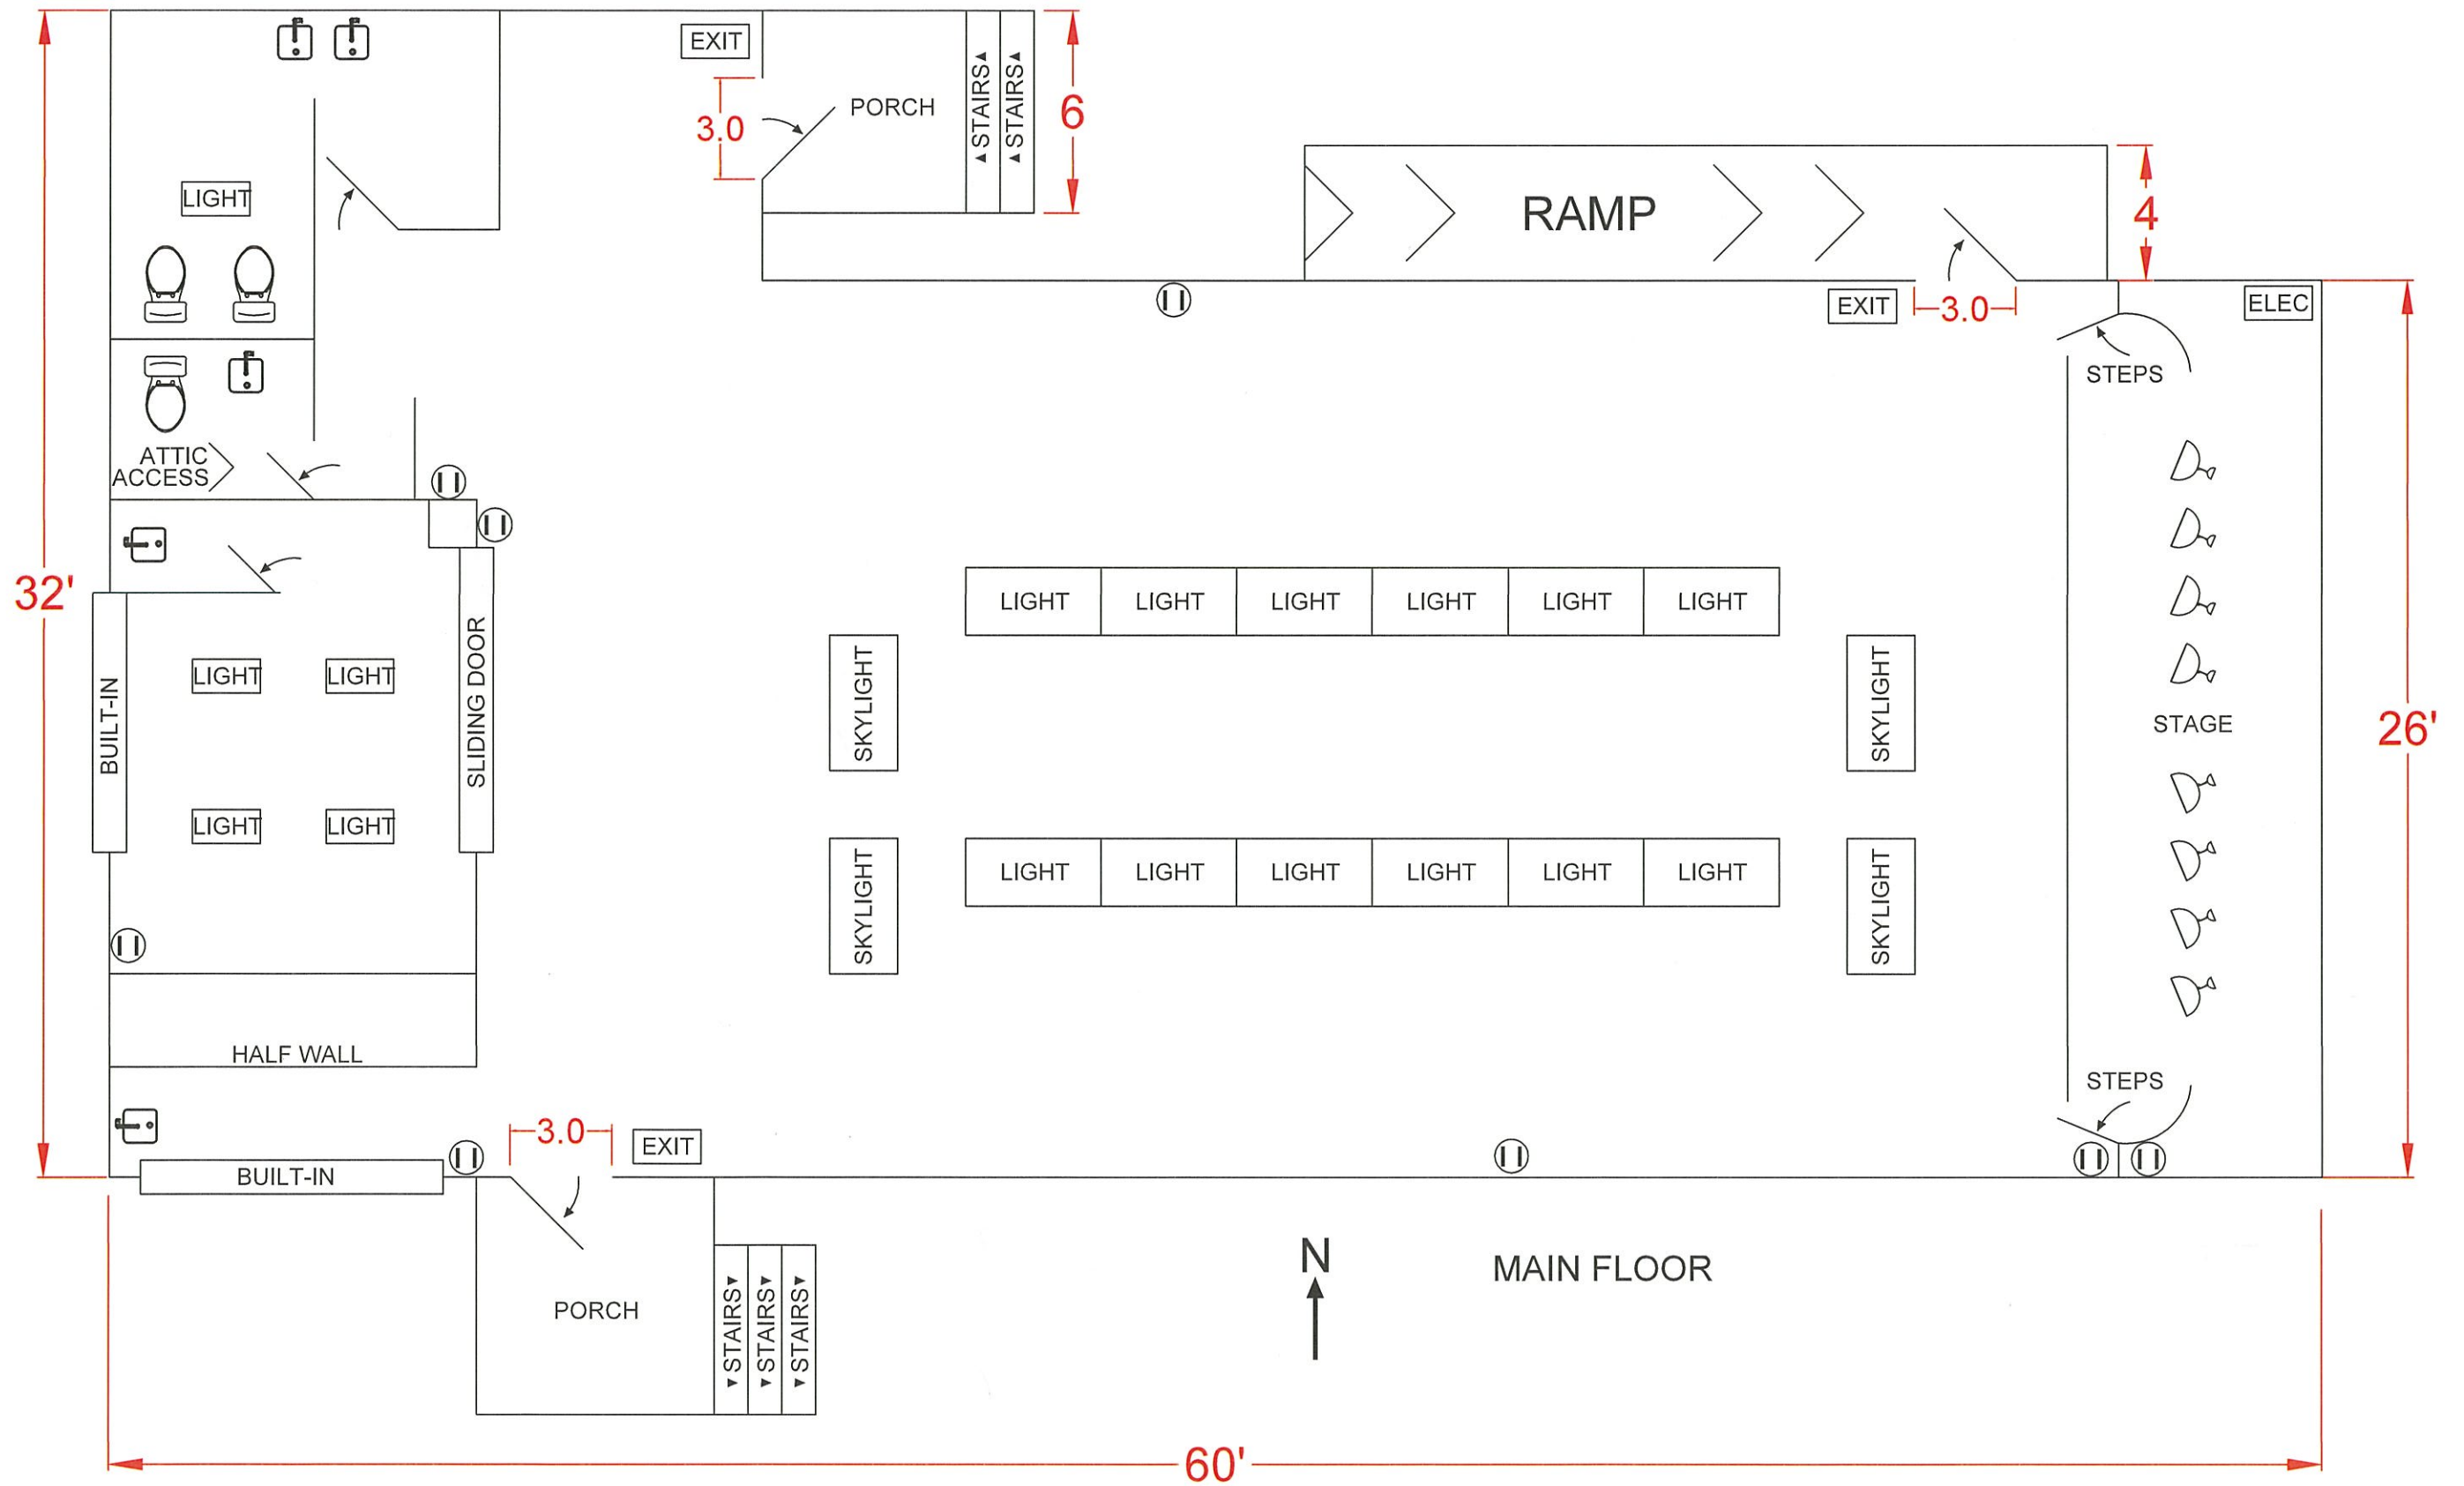 EXIT
PORCH
STAIRS
STAIRS
6
3.0
LIGHT
RAMP
4
EXIT
3.0
ELEC
STEPS
ATTIC
ACCESS
32'
BUILT-IN
LIGHT
LIGHT
LIGHT
LIGHT
SLIDING DOOR
SKYLIGHT
SKYLIGHT
LIGHT
LIGHT
LIGHT
LIGHT
LIGHT
LIGHT
LIGHT
LIGHT
LIGHT
LIGHT
LIGHT
LIGHT
SKYLIGHT
SKYLIGHT
STAGE
26'
HALF WALL
STEPS
3.0
EXIT
BUILT-IN
PORCH
STAIRS
STAIRS
STAIRS
N
MAIN FLOOR
60'